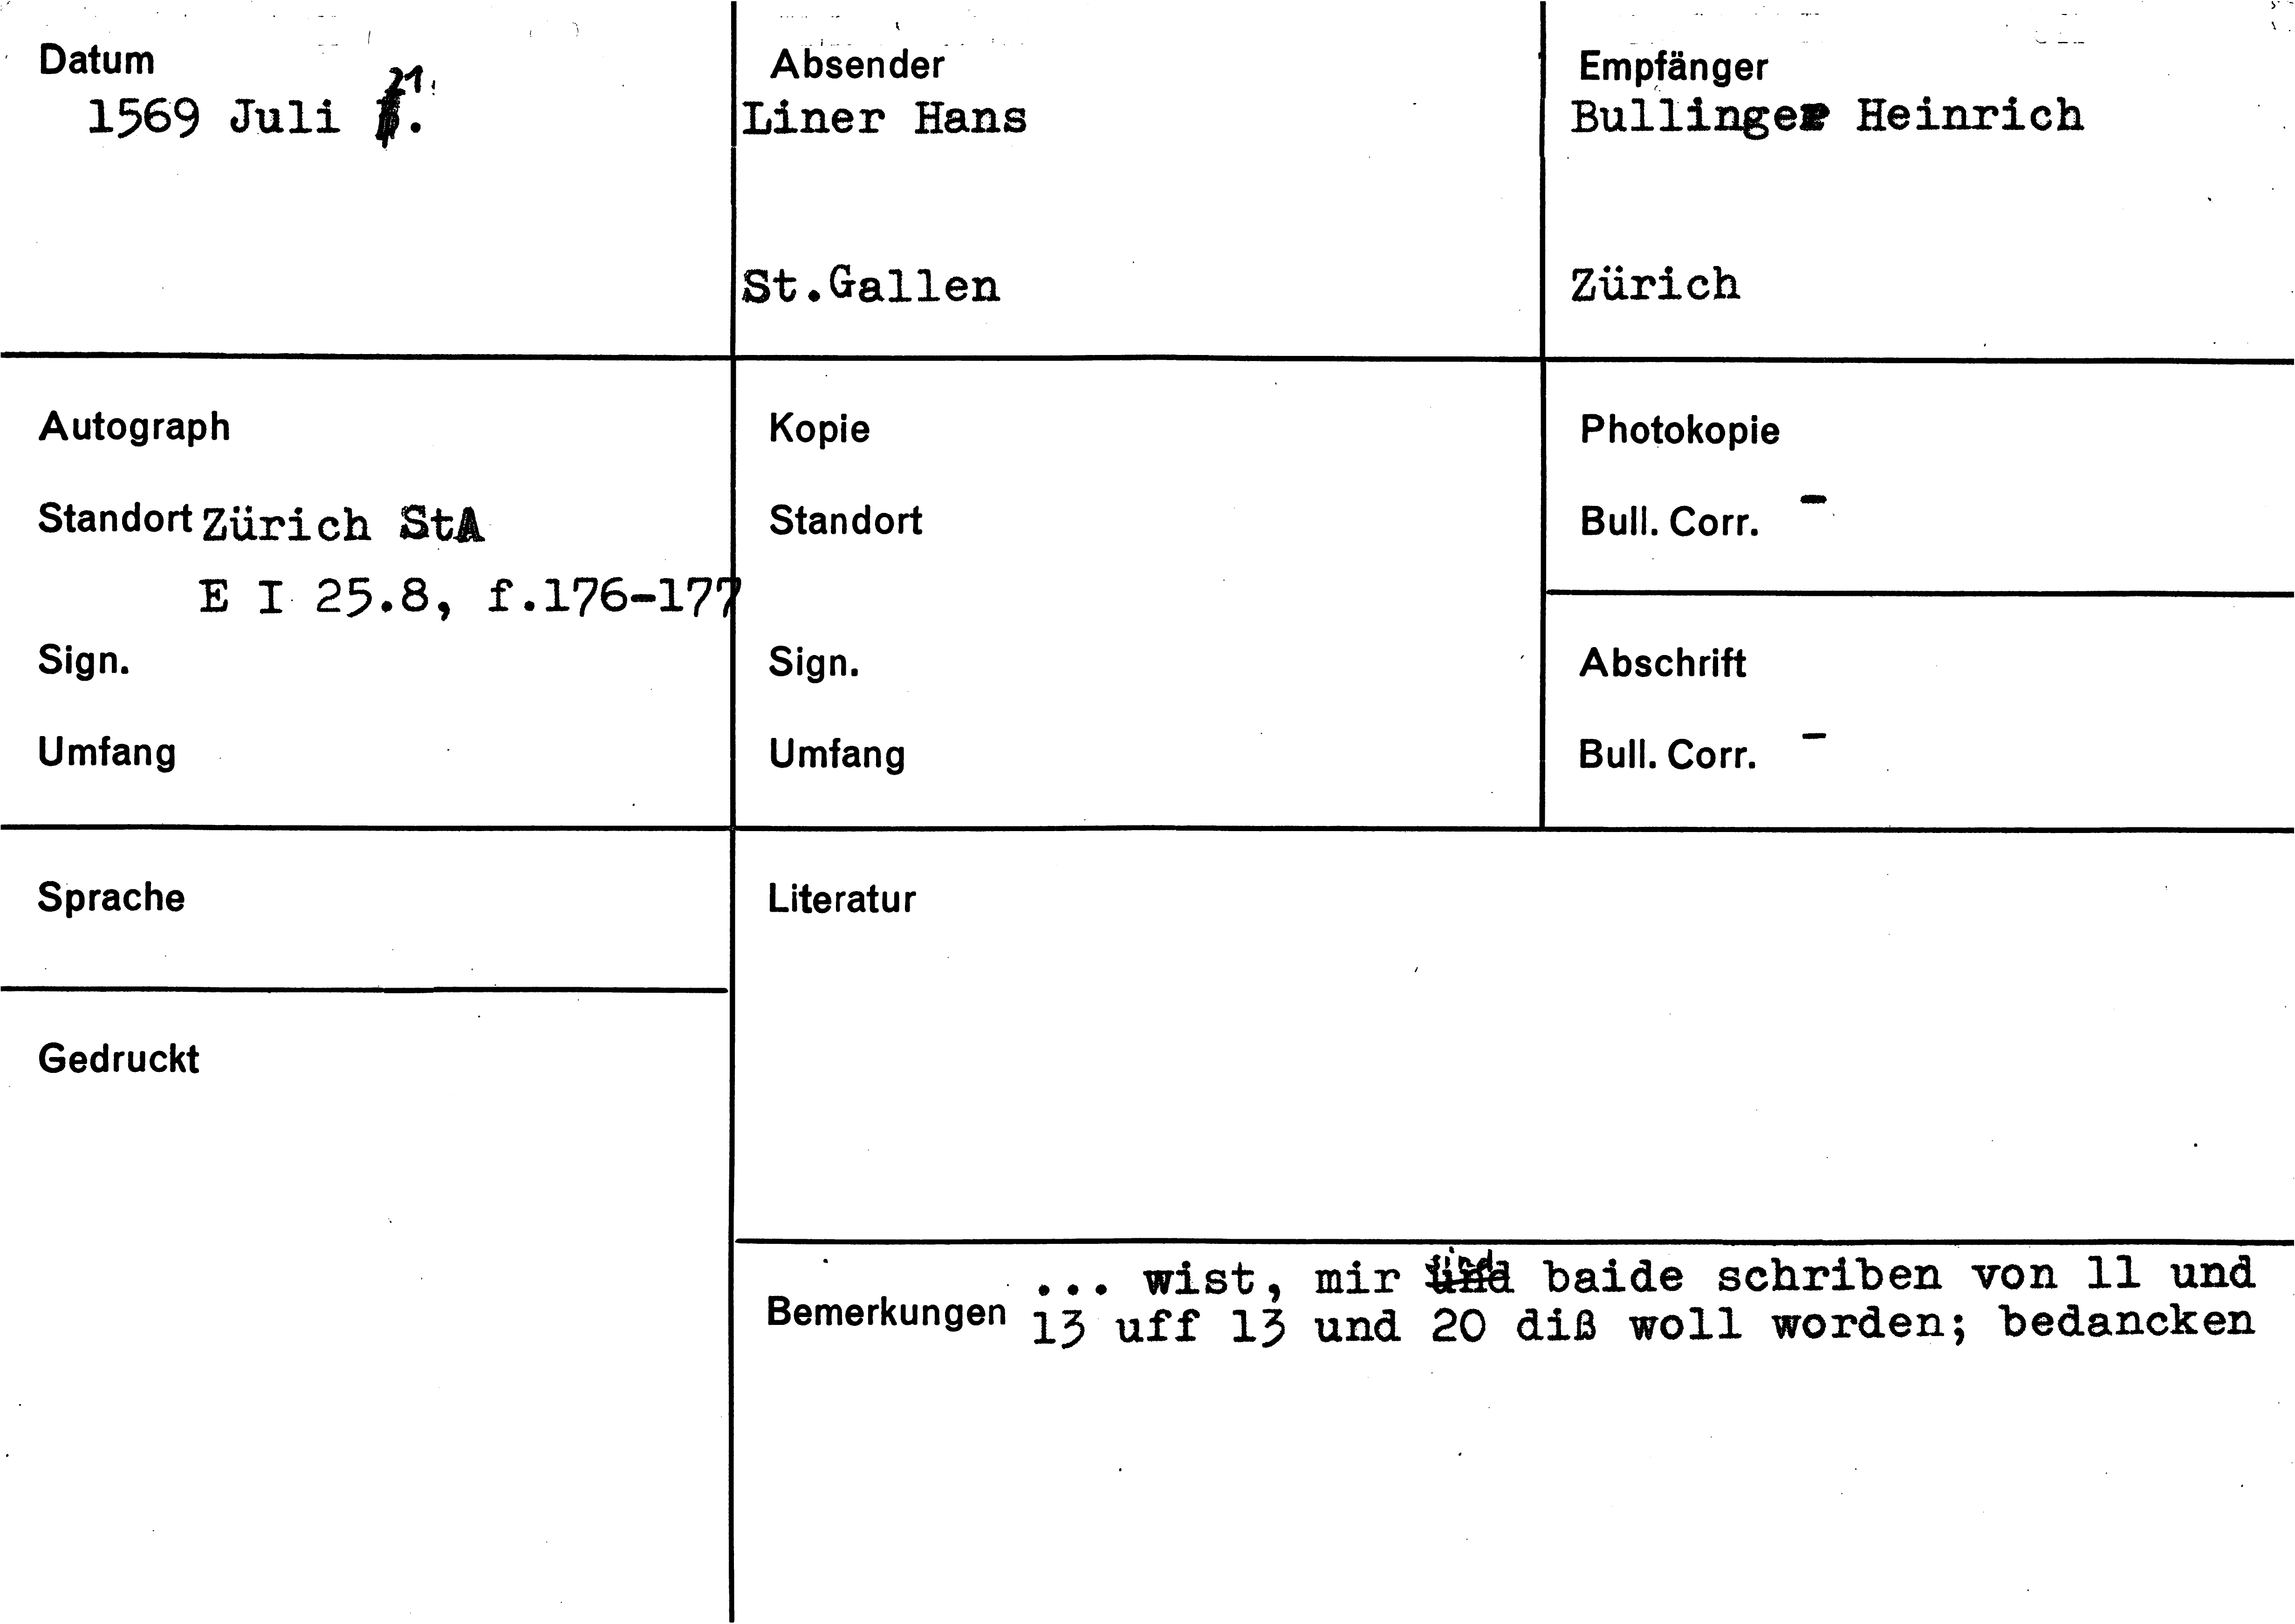 Datum
1569 Juli 21.
Absender
Liner Hans
St.Gallen
Empfänger
Bullinger Heinrich
Zürich
Autograph
Standort Zürich StA
E I 25.8, f.176-177
Sign.
Umfang
Kopie
Standort
Sign.
Umfang
Photokopie
Bull. Corr. -
Abschrift
Bull. Corr. -
Sprache
Gedruckt
Literatur
Bemerkungen
... wist, mir sind baide schriben von 11 und
13 uff 13 und 20 diß woll worden; bedancken